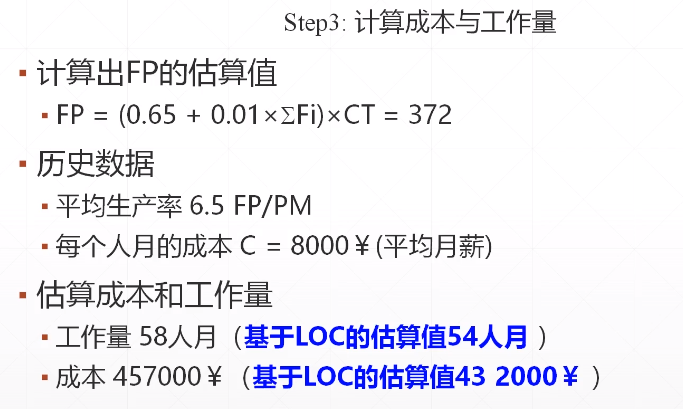 Step3: 计算成本与工作量
▪ 计算出FP的估算值
▪ FP = (0.65 + 0.01×ΣFi)×CT = 372
▪ 历史数据
▪ 平均生产率 6.5 FP/PM
▪ 每个人月的成本 C = 8000￥(平均月薪)
▪ 估算成本和工作量
▪ 工作量 58人月（基于LOC的估算值54人月 ）
▪ 成本 457000￥（基于LOC的估算值43 2000￥ ）